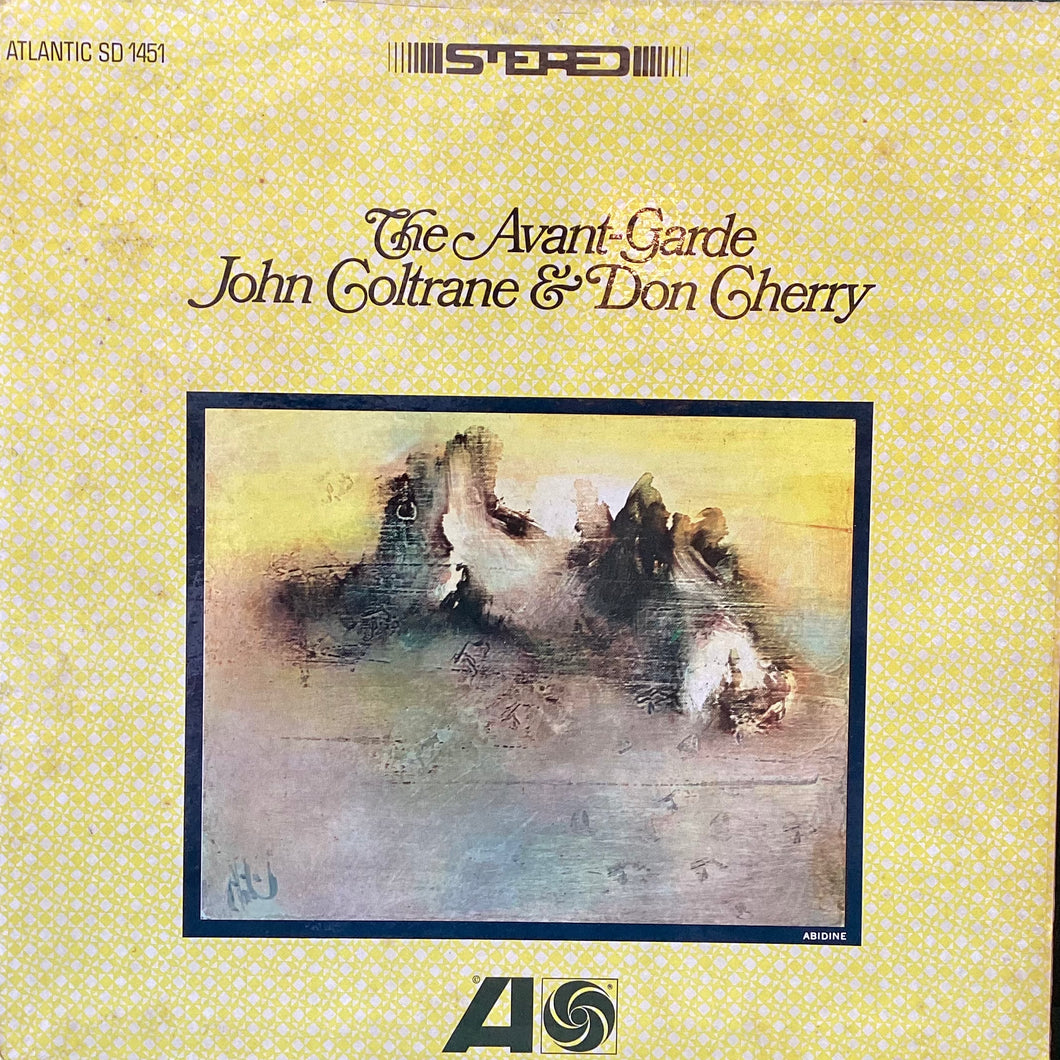 ATLANTIC SD 1451
STEREO
The Avant-Garde
John Coltrane & Don Cherry
ABIDINE
© A ®